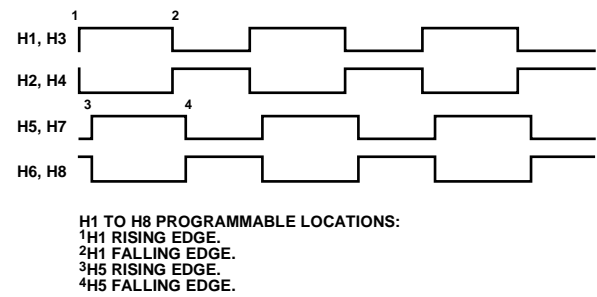 1 2
H1, H3
H2, H4
3 4
H5, H7
H6, H8
H1 TO H8 PROGRAMMABLE LOCATIONS:
1H1 RISING EDGE.
2H1 FALLING EDGE.
3H5 RISING EDGE.
4H5 FALLING EDGE.